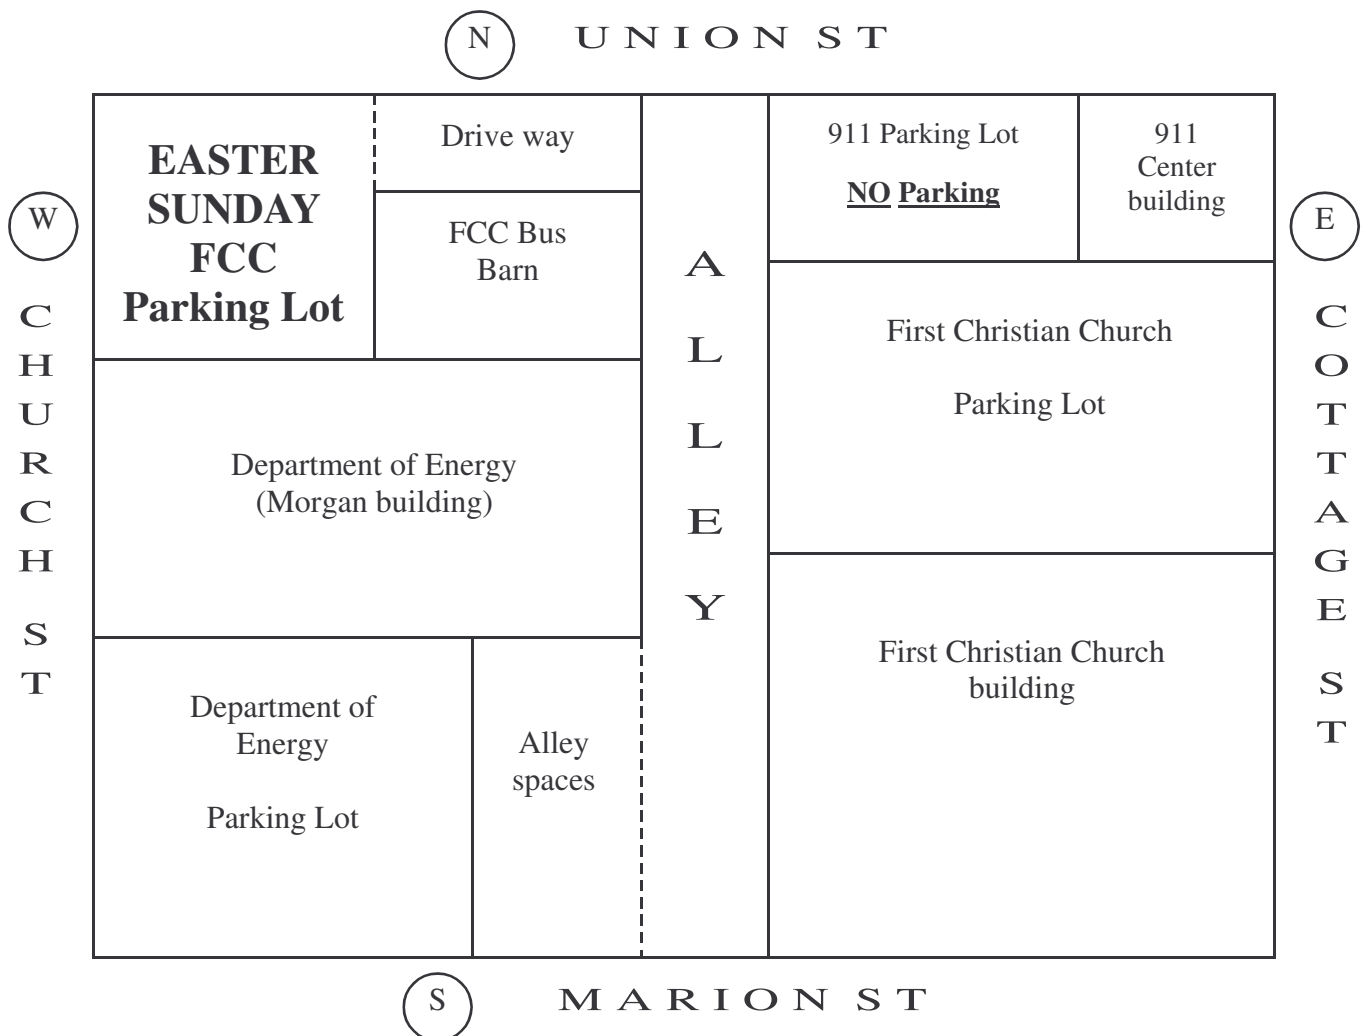 N UNION ST
W
CHURCH ST
EASTER
SUNDAY
FCC
Parking Lot
Drive way
FCC Bus
Barn
Department of Energy
(Morgan building)
Department of
Energy
Parking Lot
Alley
spaces
ALLEY
911 Parking Lot
NO Parking
911
Center
building
First Christian Church
Parking Lot
First Christian Church
building
E
COTTAGE ST
S MARION ST